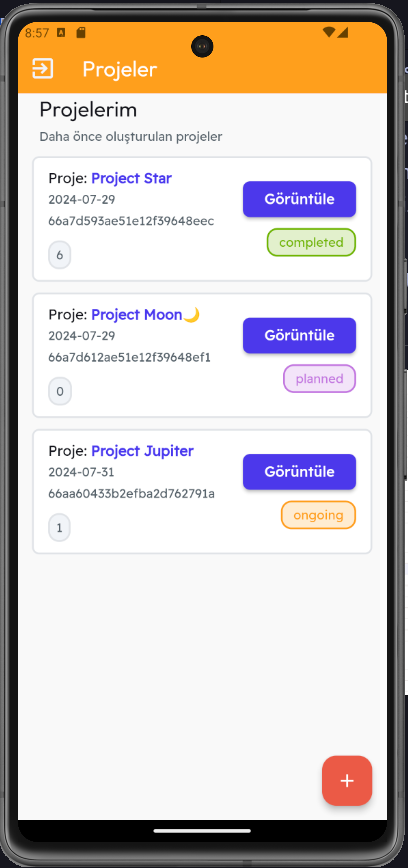 8:57
Projeler
Projelerim
Daha önce oluşturulan projeler
Proje: Project Star
2024-07-29
66a7d593ae51e12f39648eec
6
Görüntüle
completed
Proje: Project Moon🌙
2024-07-29
66a7d612ae51e12f39648ef1
0
Görüntüle
planned
Proje: Project Jupiter
2024-07-31
66aa60433b2efba2d762791a
1
Görüntüle
ongoing
+